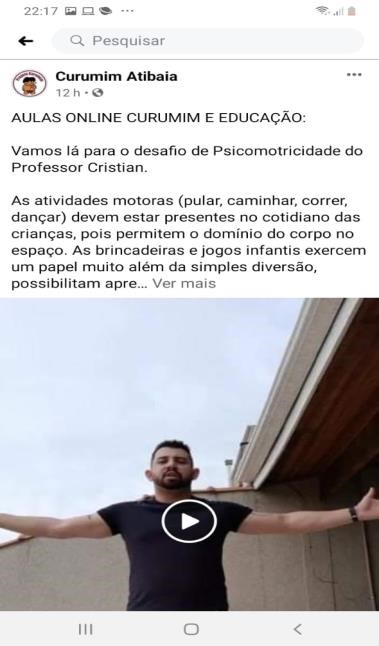 22:17
Pesquisar
Curumim Atibaia
12 h
AULAS ONLINE CURUMIM E EDUCAÇÃO:
Vamos lá para o desafio de Psicomotricidade do
Professor Cristian.
As atividades motoras (pular, caminhar, correr,
dançar) devem estar presentes no cotidiano das
crianças, pois permitem o domínio do corpo no
espaço. As brincadeiras e jogos infantis exercem
um papel muito além da simples diversão,
possibilitam apre... Ver mais